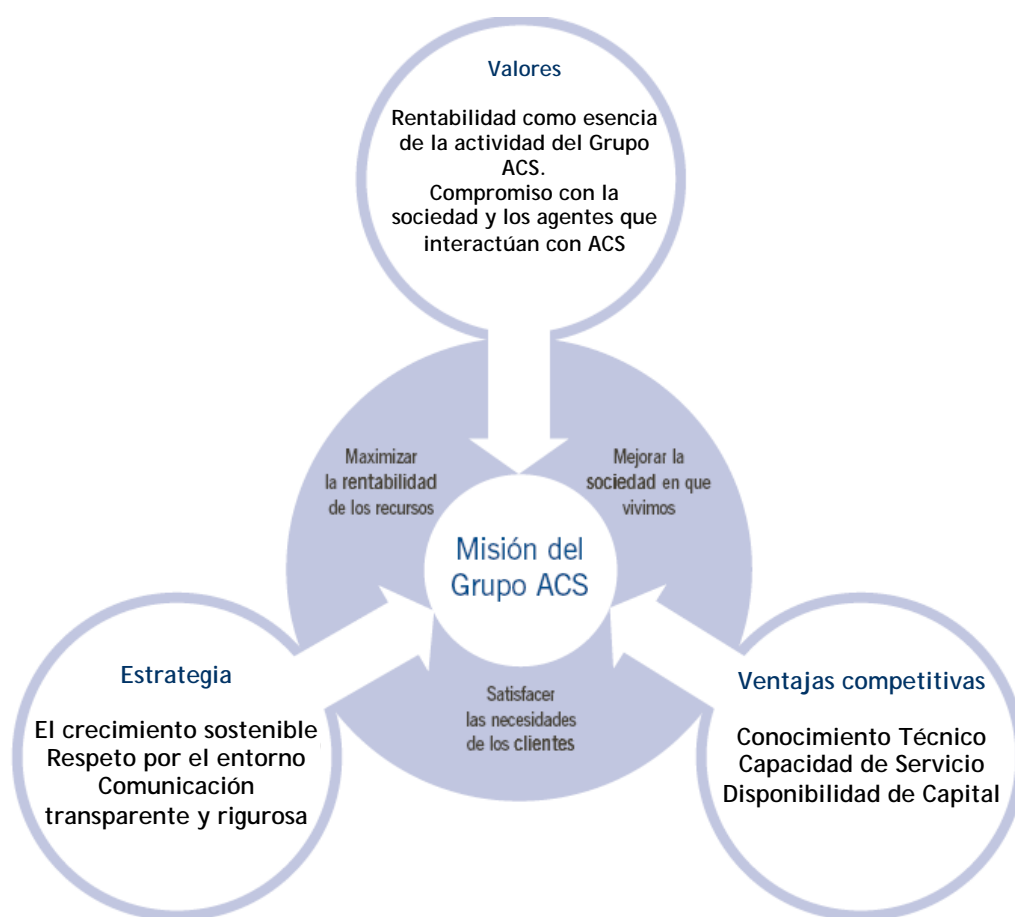 Valores
Rentabilidad como esencia
de la actividad del Grupo
ACS.
Compromiso con la
sociedad y los agentes que
interactúan con ACS
Maximizar
la rentabilidad
de los recursos
Mejorar la
sociedad en que
vivimos
Misión del
Grupo ACS
Estrategia
El crecimiento sostenible
Respeto por el entorno
Comunicación
transparente y rigurosa
Satisfacer
las necesidades
de los clientes
Ventajas competitivas
Conocimiento Técnico
Capacidad de Servicio
Disponibilidad de Capital